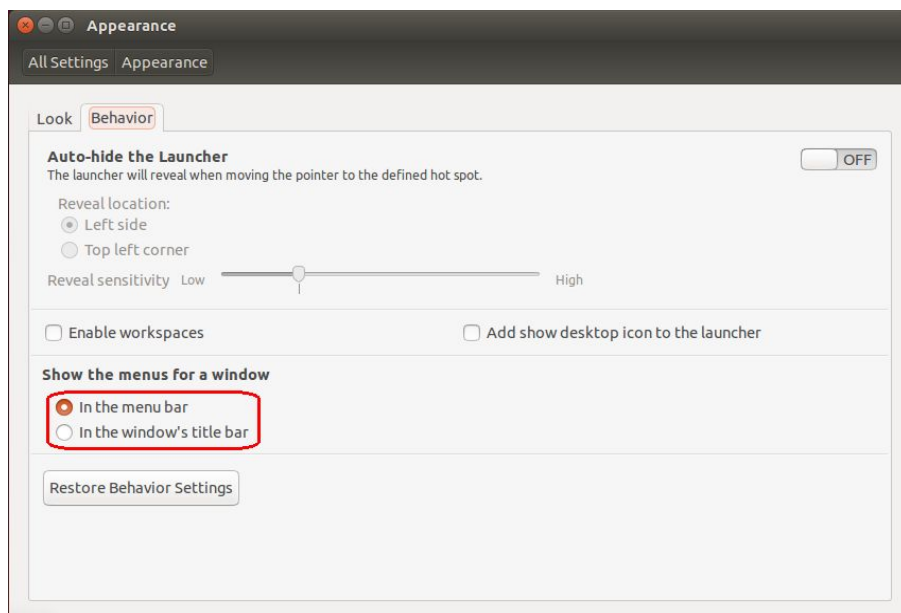 Appearance
All Settings Appearance
Look Behavior
Auto-hide the Launcher
OFF
The launcher will reveal when moving the pointer to the defined hot spot.
Reveal location:
Left side
Top left corner
Reveal sensitivity Low High
Enable workspaces Add show desktop icon to the launcher
Show the menus for a window
In the menu bar
In the window's title bar
Restore Behavior Settings